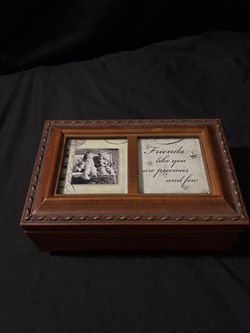 Friends
like you
are precious
and few